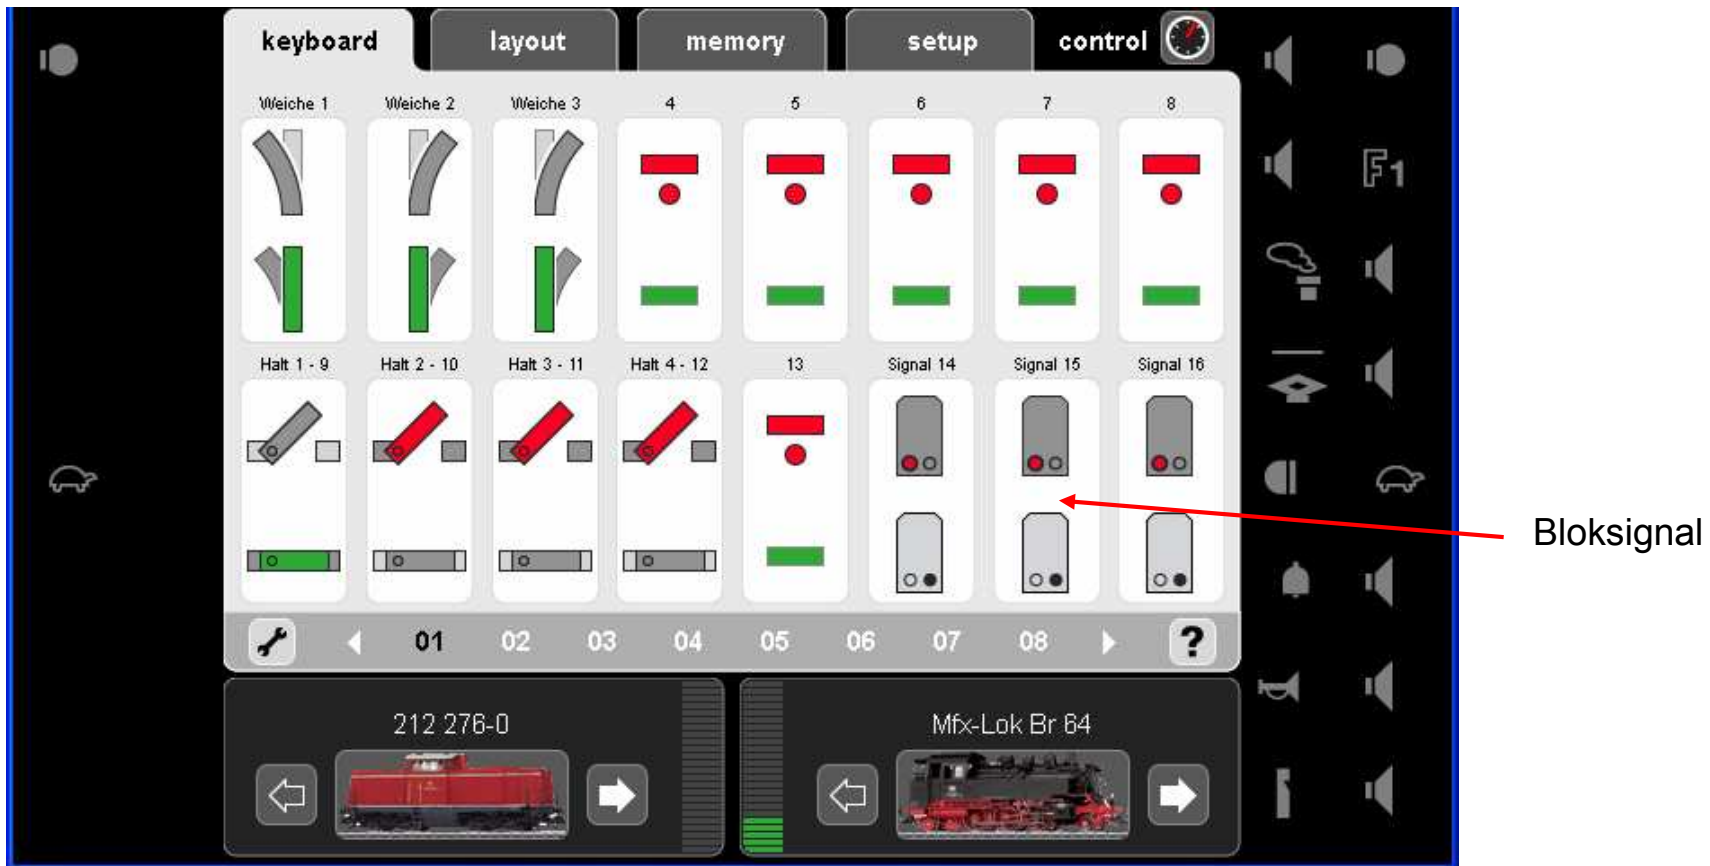 keyboard layout memory setup control
Weiche 1 Weiche 2 Weiche 3 4 5 6 7 8
F1
Halt 1 - 9 Halt 2 - 10 Halt 3 - 11 Halt 4 - 12 13 Signal 14 Signal 15 Signal 16
Bloksignal
01 02 03 04 05 06 07 08 ?
212 276-0 Mfx-Lok Br 64